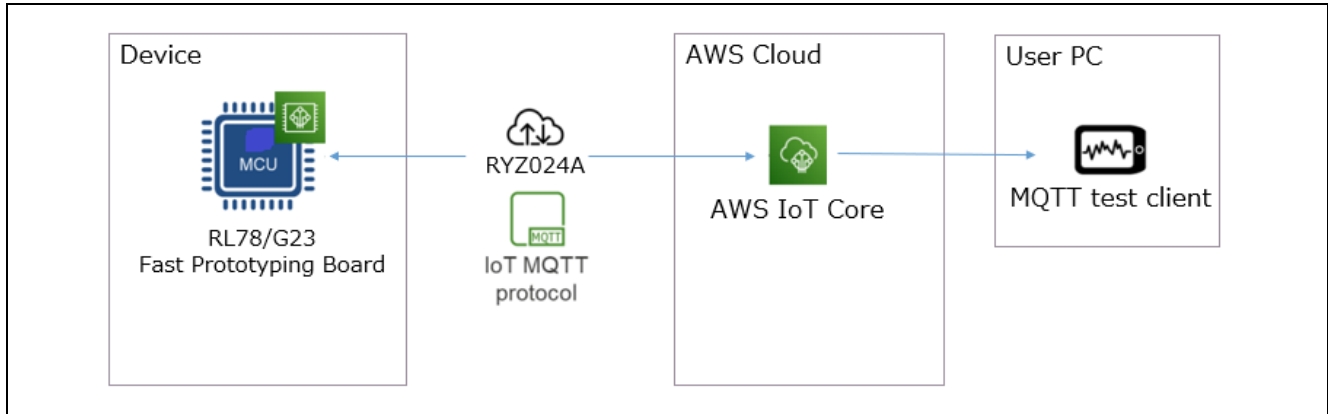 Device
MCU
RL78/G23
Fast Prototyping Board
RYZ024A
MQTT
IoT MQTT
protocol
AWS Cloud
AWS IoT Core
User PC
MQTT test client